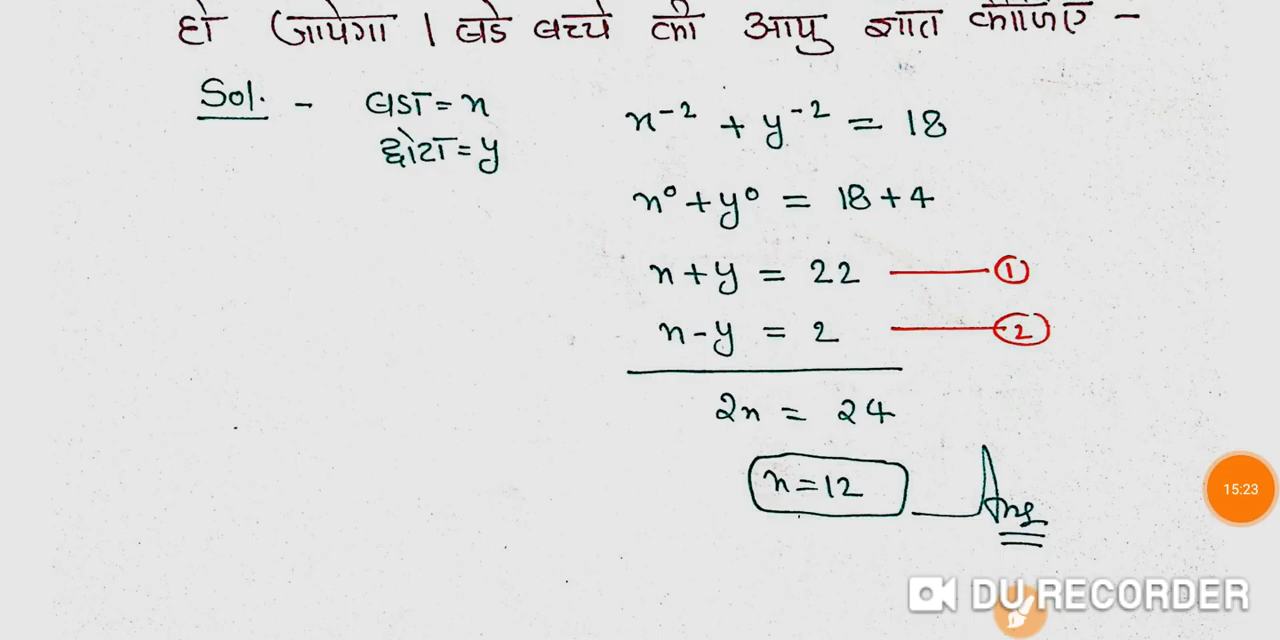 हो जायेगा । बडे बच्चे की आयु ज्ञात कीजिए -
Sol. - बडा = x
छोटा = y
x⁻² + y⁻² = 18
x⁰ + y⁰ = 18 + 4
x + y = 22 ——— ①
x - y = 2 ——— ②
2x = 24
x = 12 — Ans
15:23
DU RECORDER